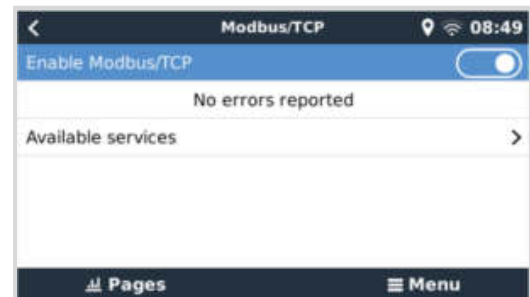 Modbus/TCP 08:49
Enable Modbus/TCP
No errors reported
Available services
Pages Menu